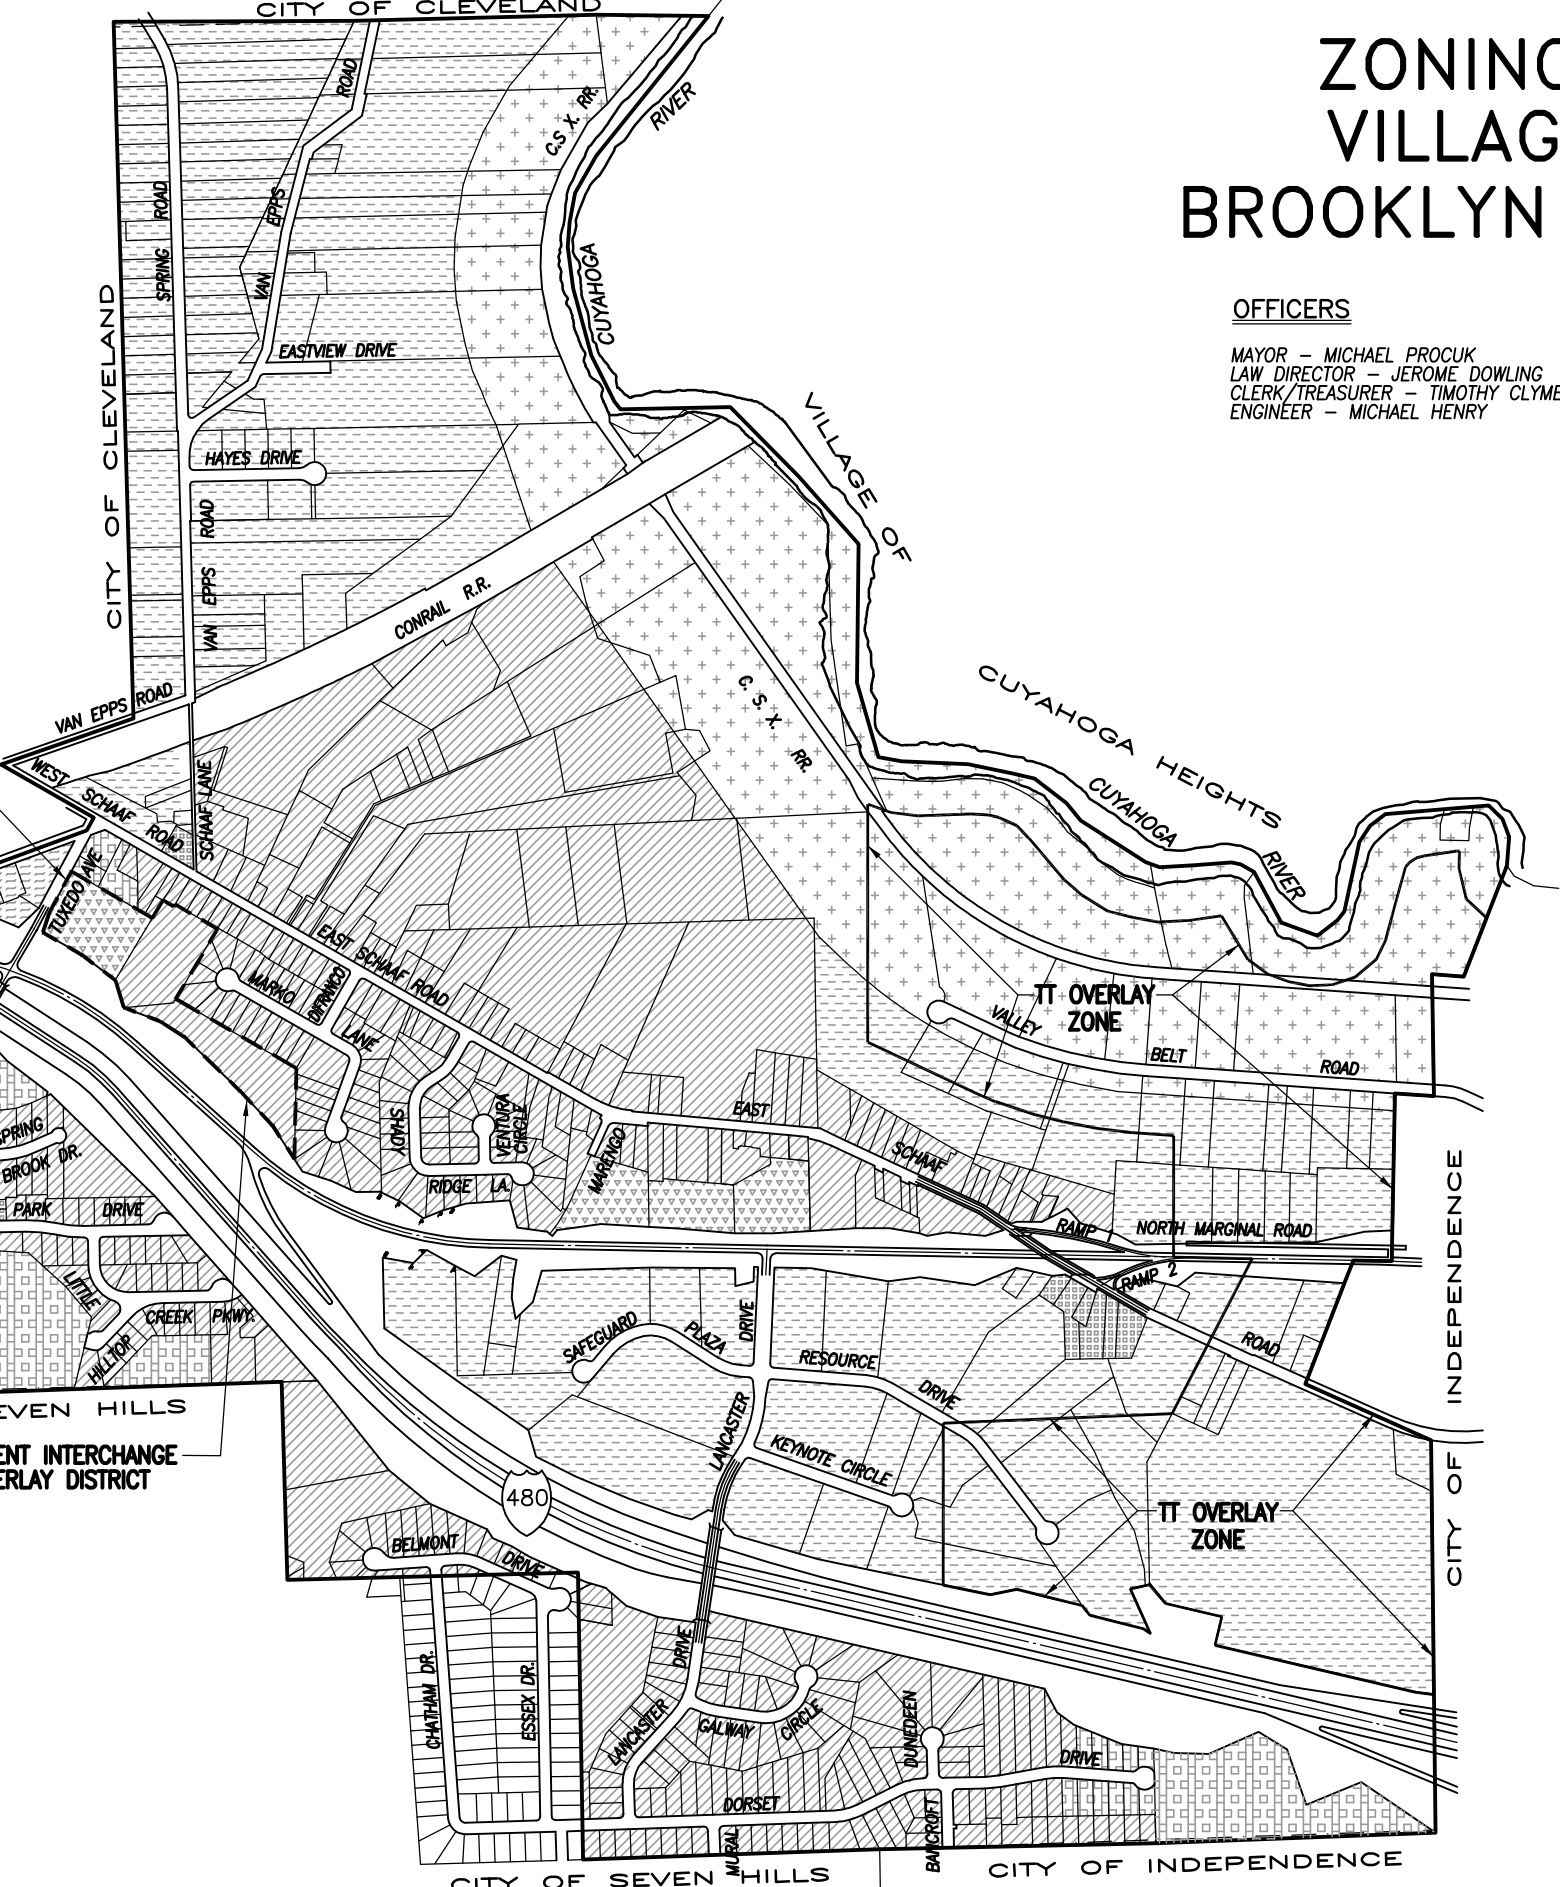 CITY OF CLEVELAND
ZONING
VILLAG
BROOKLYN
OFFICERS
MAYOR – MICHAEL PROCUK
LAW DIRECTOR – JEROME DOWLING
CLERK/TREASURER – TIMOTHY CLYME
ENGINEER – MICHAEL HENRY
ROAD
C.S X. RR.
RIVER
SPRING ROAD
VAN EPPS
CUYAHOGA
CITY OF CLEVELAND
EASTVIEW DRIVE
HAYES DRIVE
VAN EPPS ROAD
VILLAGE OF
CUYAHOGA HEIGHTS
CONRAIL R.R.
C. S. X. RR.
VAN EPPS ROAD
WEST SCHAAF ROAD
SCHAAF LANE
CUYAHOGA RIVER
TUXEDO AVE
EAST SCHAAF ROAD
MARKO LANE
DIFRANCO
TT OVERLAY
ZONE
VALLEY BELT ROAD
SHADY RIDGE LA.
VENTURA
CIRCLE
MARENGO
EAST SCHAAF ROAD
SPRING
BROOK DR.
PARK DRIVE
RAMP 1
NORTH MARGINAL ROAD
RAMP 2
LITTLE CREEK PKWY.
HILLTOP
SAFEGUARD PLAZA
DRIVE
RESOURCE DRIVE
LANCASTER
KEYNOTE CIRCLE
CITY OF INDEPENDENCE
EVEN HILLS
ENT INTERCHANGE
ERLAY DISTRICT
480
TT OVERLAY
ZONE
BELMONT DRIVE
CHATHAM DR.
ESSEX DR.
LANCASTER DRIVE
GALWAY CIRCLE
DUNEDEEN
DORSET DRIVE
MURAL
BANCROFT
CITY OF SEVEN HILLS
CITY OF INDEPENDENCE